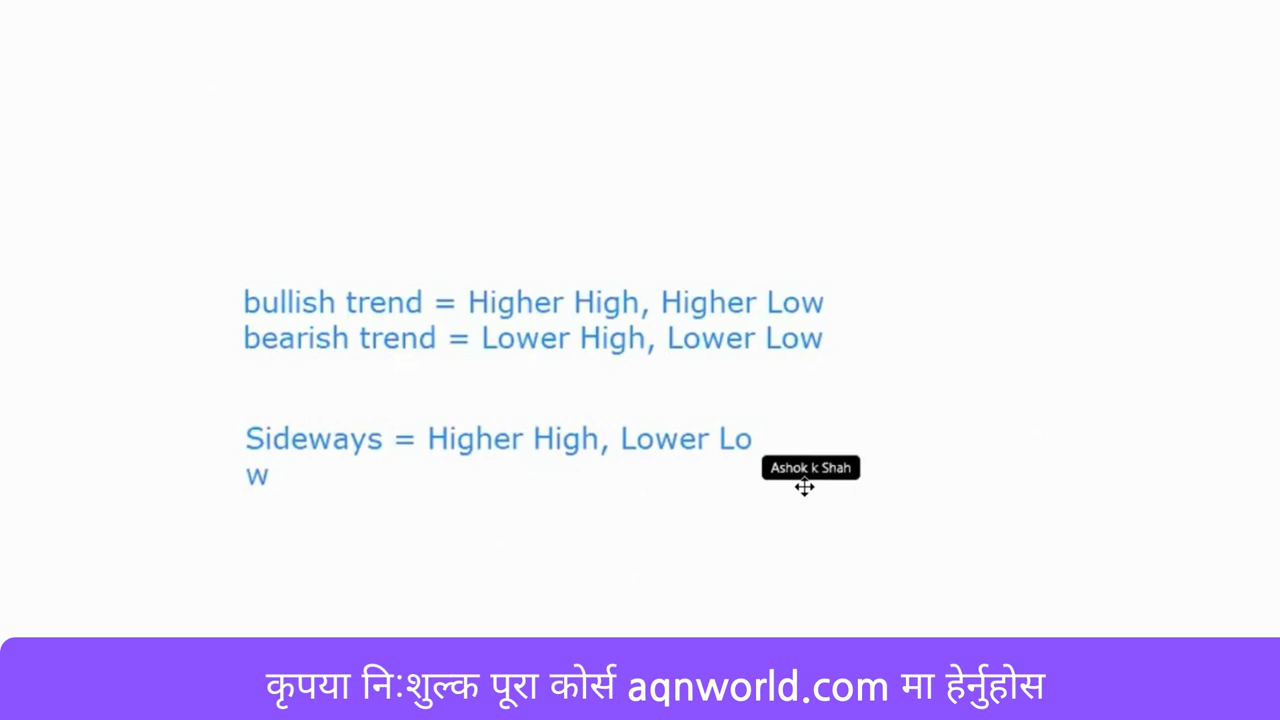 bullish trend = Higher High, Higher Low
bearish trend = Lower High, Lower Low
Sideways = Higher High, Lower Lo
w
Ashok k Shah
कृपया नि:शुल्क पूरा कोर्स aqnworld.com मा हेर्नुहोस